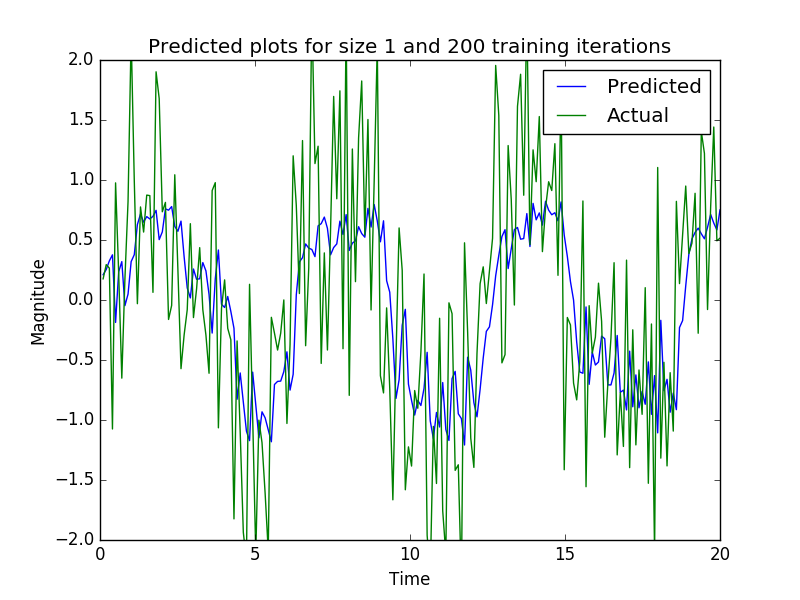 Predicted plots for size 1 and 200 training iterations
Predicted
Actual
2.0
1.5
1.0
0.5
0.0
−0.5
−1.0
−1.5
−2.0
Magnitude
0
5
10
15
20
Time